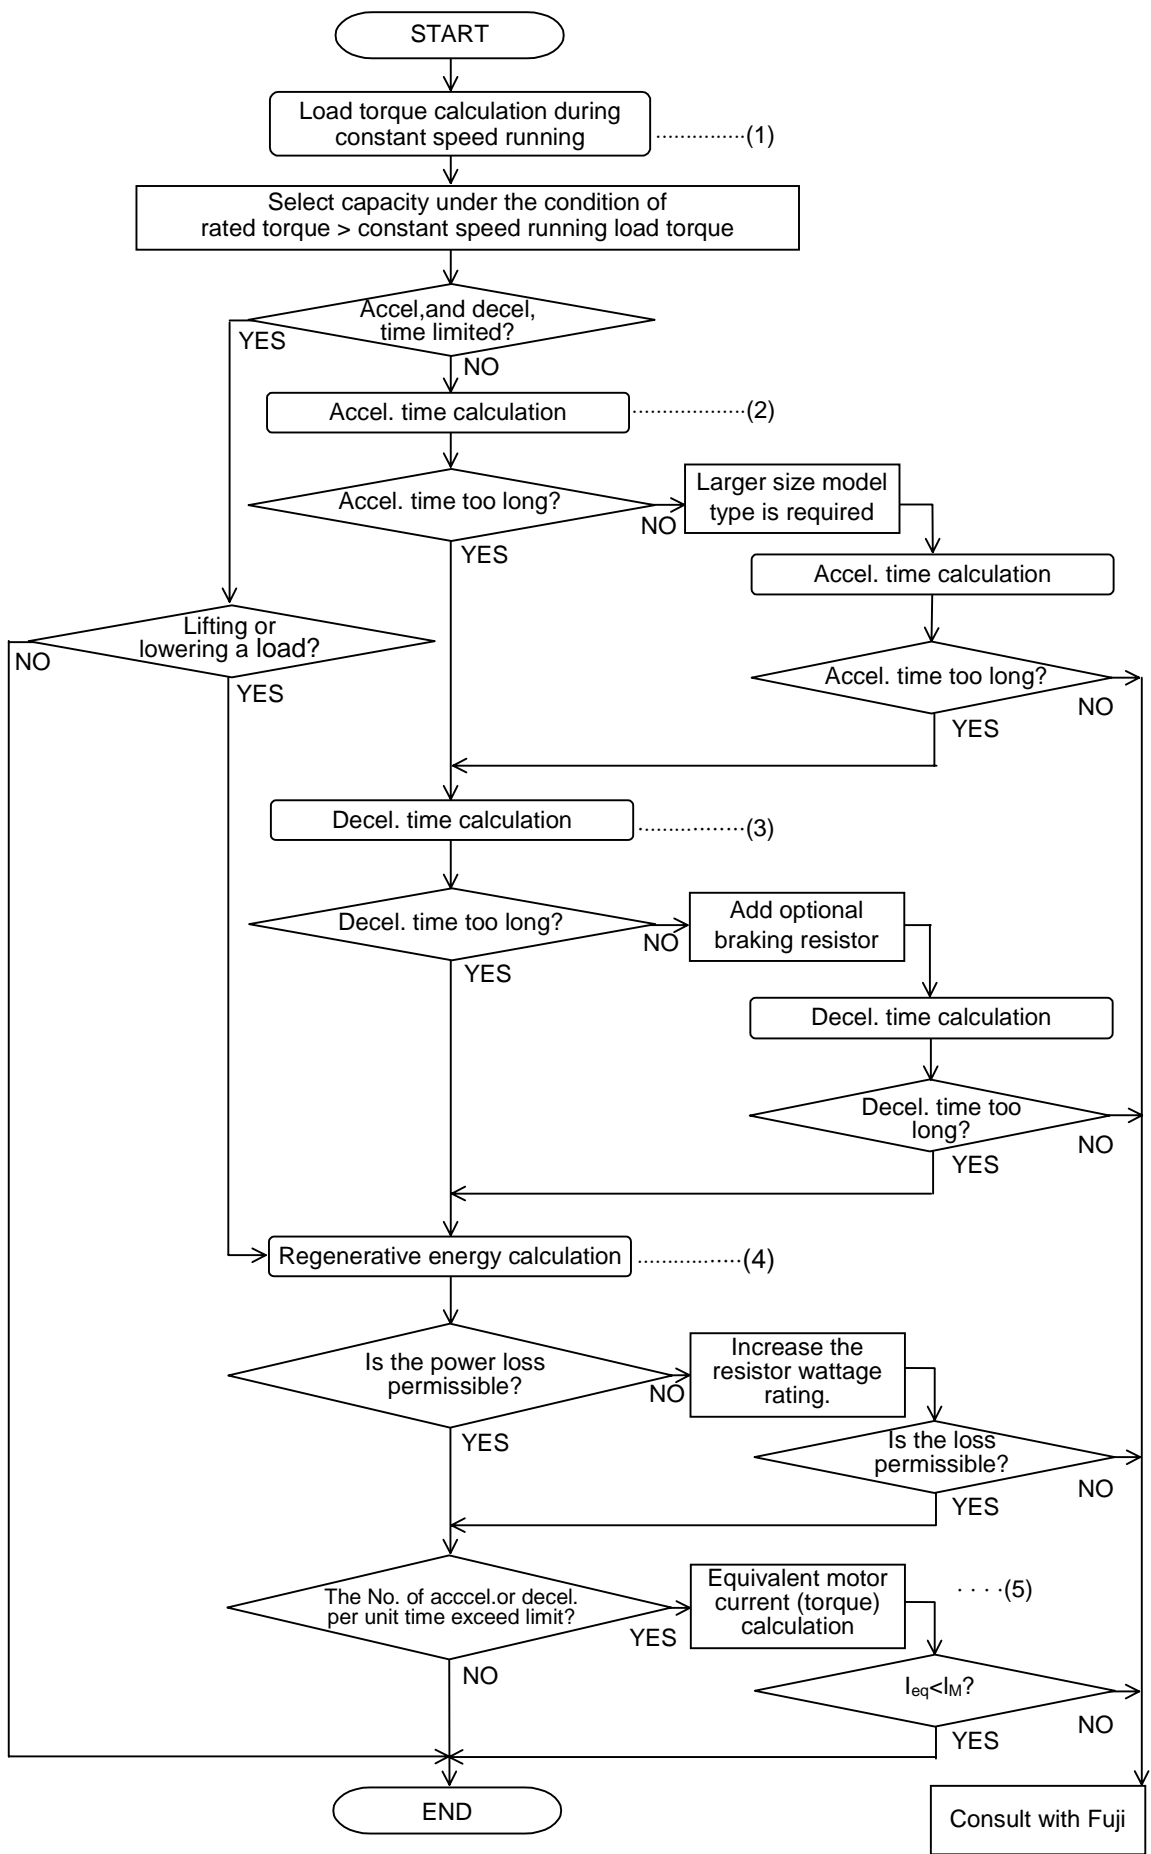 START
Load torque calculation during
constant speed running
··············(1)
Select capacity under the condition of
rated torque > constant speed running load torque
Accel,and decel,
time limited?
YES
NO
Accel. time calculation
··················(2)
Accel. time too long?
NO
YES
Larger size model
type is required
Accel. time calculation
Lifting or
lowering a load?
NO
YES
Accel. time too long?
NO
YES
Decel. time calculation
·················(3)
Decel. time too long?
NO
YES
Add optional
braking resistor
Decel. time calculation
Decel. time too
long?
NO
YES
Regenerative energy calculation
·················(4)
Is the power loss
permissible?
NO
YES
Increase the
resistor wattage
rating.
Is the loss
permissible?
NO
YES
The No. of acccel.or decel.
per unit time exceed limit?
YES
NO
Equivalent motor
current (torque)
calculation
····(5)
Ieq<IM?
NO
YES
END
Consult with Fuji